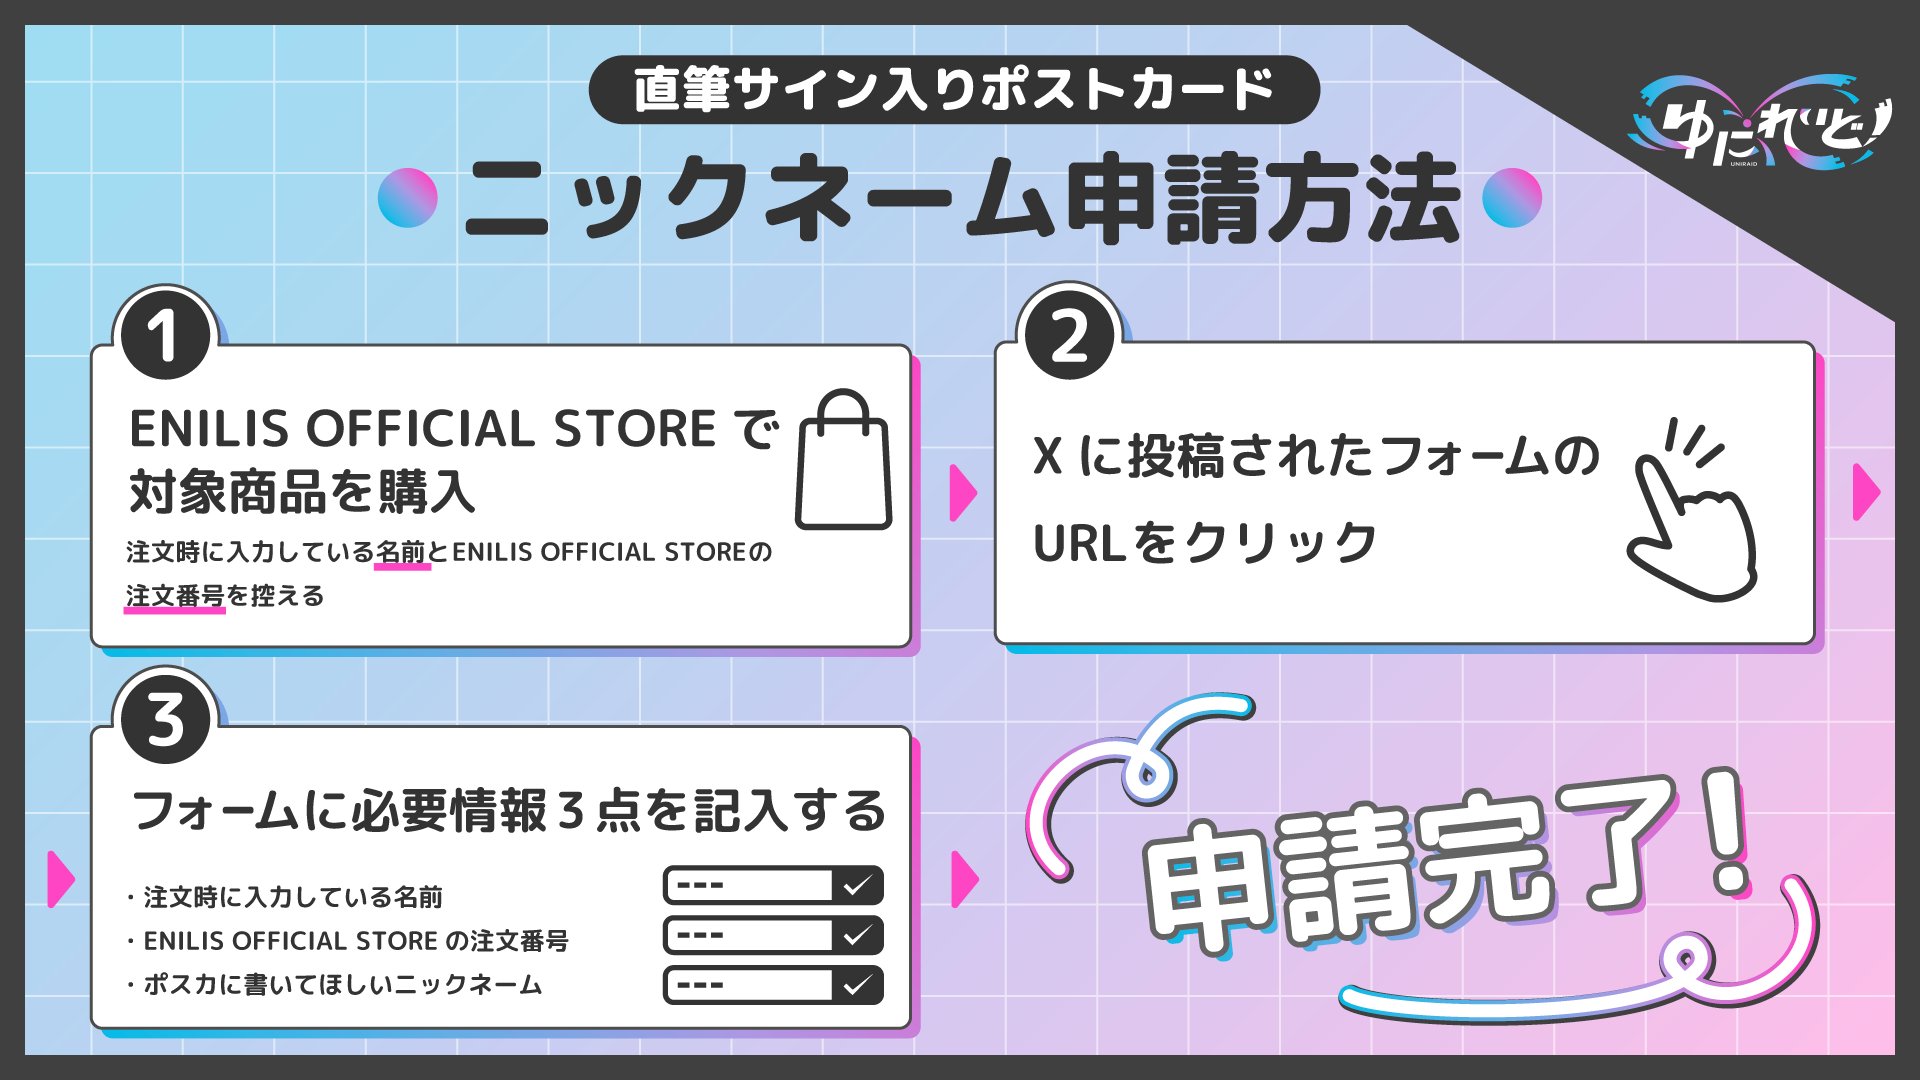 直筆サイン入りポストカード
ゆにれいど!
UNIRAID
ニックネーム申請方法
1
ENILIS OFFICIAL STORE で
対象商品を購入
注文時に入力している名前とENILIS OFFICIAL STOREの
注文番号を控える
2
X に投稿されたフォームの
URLをクリック
3
フォームに必要情報３点を記入する
・注文時に入力している名前
・ENILIS OFFICIAL STORE の注文番号
・ポスカに書いてほしいニックネーム
申請完了!